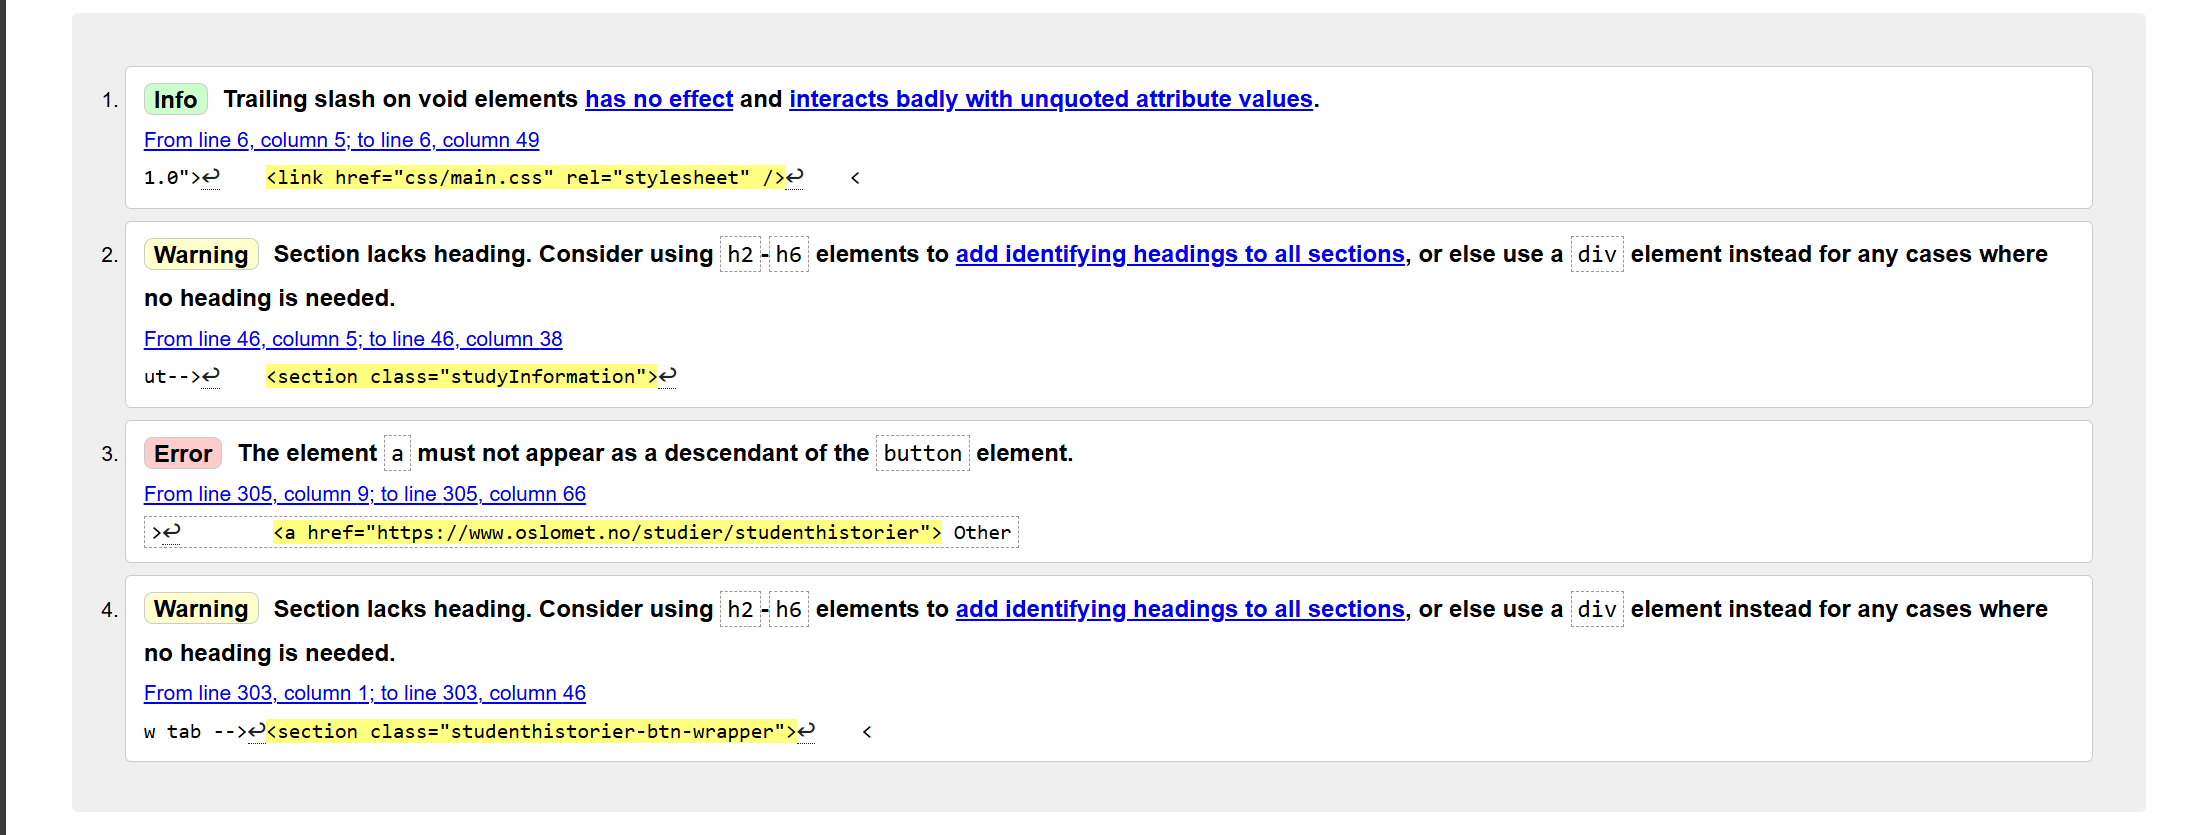 1. Info Trailing slash on void elements has no effect and interacts badly with unquoted attribute values.
From line 6, column 5; to line 6, column 49
1.0">↩    <link href="css/main.css" rel="stylesheet" />↩    <
2. Warning Section lacks heading. Consider using h2-h6 elements to add identifying headings to all sections, or else use a div element instead for any cases where
no heading is needed.
From line 46, column 5; to line 46, column 38
ut-->↩    <section class="studyInformation">↩
3. Error The element a must not appear as a descendant of the button element.
From line 305, column 9; to line 305, column 66
>↩        <a href="https://www.oslomet.no/studier/studenthistorier"> Other
4. Warning Section lacks heading. Consider using h2-h6 elements to add identifying headings to all sections, or else use a div element instead for any cases where
no heading is needed.
From line 303, column 1; to line 303, column 46
w tab -->↩<section class="studenthistorier-btn-wrapper">↩    <